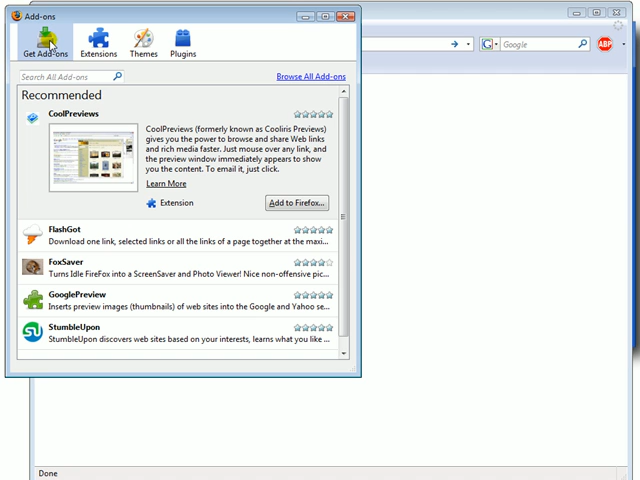 Add-ons
Get Add-ons
Extensions
Themes
Plugins
Google
ABP
Search All Add-ons
Browse All Add-ons
Recommended
CoolPreviews
CoolPreviews (formerly known as Cooliris Previews)
gives you the power to browse and share Web links
and rich media faster. Just mouse over any link, and
the preview window immediately appears to show
you the content. To email it, just click.
Learn More
Extension
Add to Firefox...
FlashGot
Download one link, selected links or all the links of a page together at the maxi...
FoxSaver
Turns Idle FireFox into a ScreenSaver and Photo Viewer! Nice non-offensive pic...
GooglePreview
Inserts preview images (thumbnails) of web sites into the Google and Yahoo se...
StumbleUpon
StumbleUpon discovers web sites based on your interests, learns what you like ...
Done